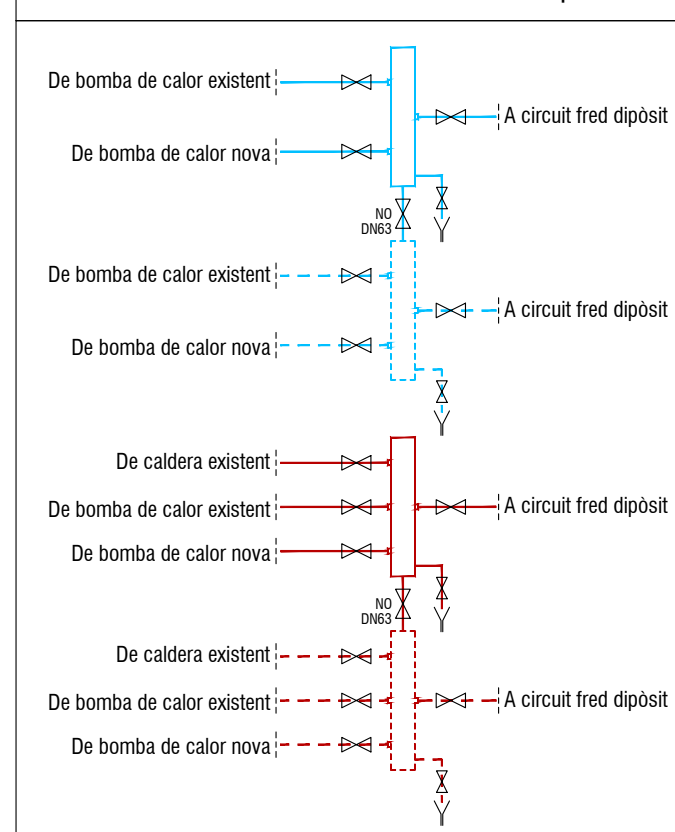 De bomba de calor existent
A circuit fred dipòsit
De bomba de calor nova
NO
DN63
De bomba de calor existent
A circuit fred dipòsit
De bomba de calor nova
De caldera existent
De bomba de calor existent
A circuit fred dipòsit
De bomba de calor nova
NO
DN63
De caldera existent
De bomba de calor existent
A circuit fred dipòsit
De bomba de calor nova